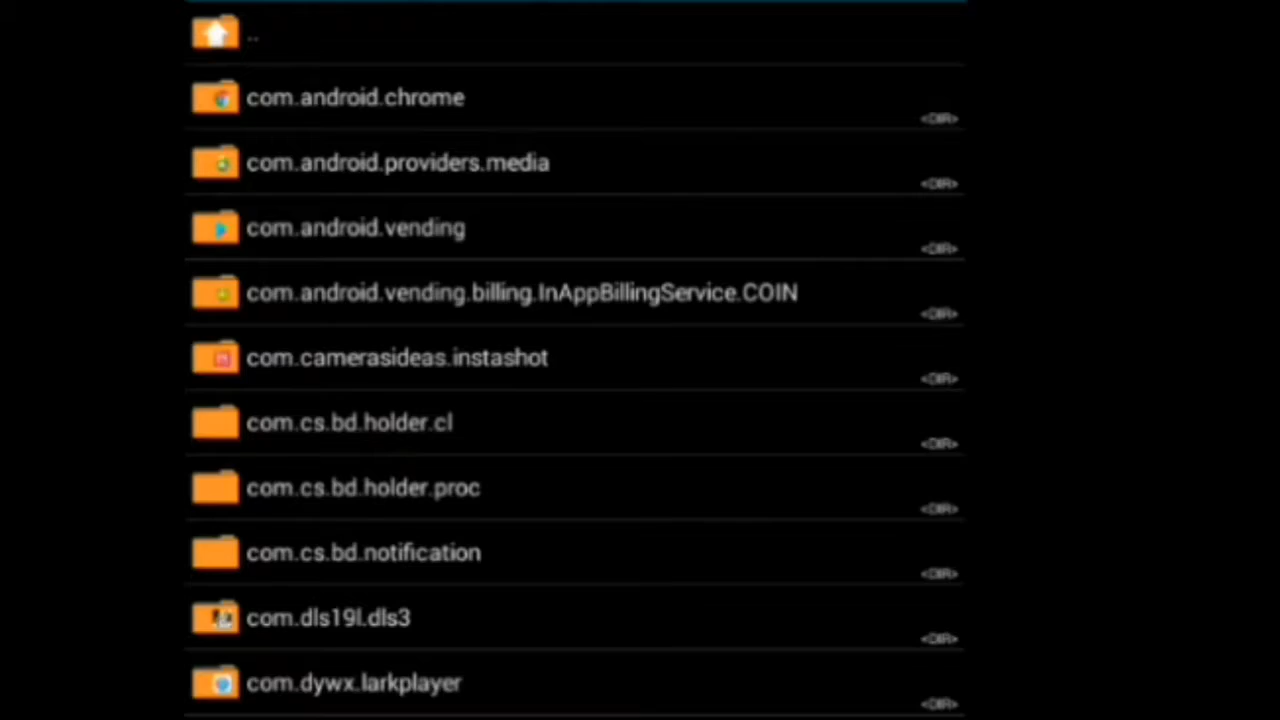 ..
com.android.chrome
<DIR>
com.android.providers.media
<DIR>
com.android.vending
<DIR>
com.android.vending.billing.InAppBillingService.COIN
<DIR>
com.camerasideas.instashot
<DIR>
com.cs.bd.holder.cl
<DIR>
com.cs.bd.holder.proc
<DIR>
com.cs.bd.notification
<DIR>
com.dls19l.dls3
<DIR>
com.dywx.larkplayer
<DIR>